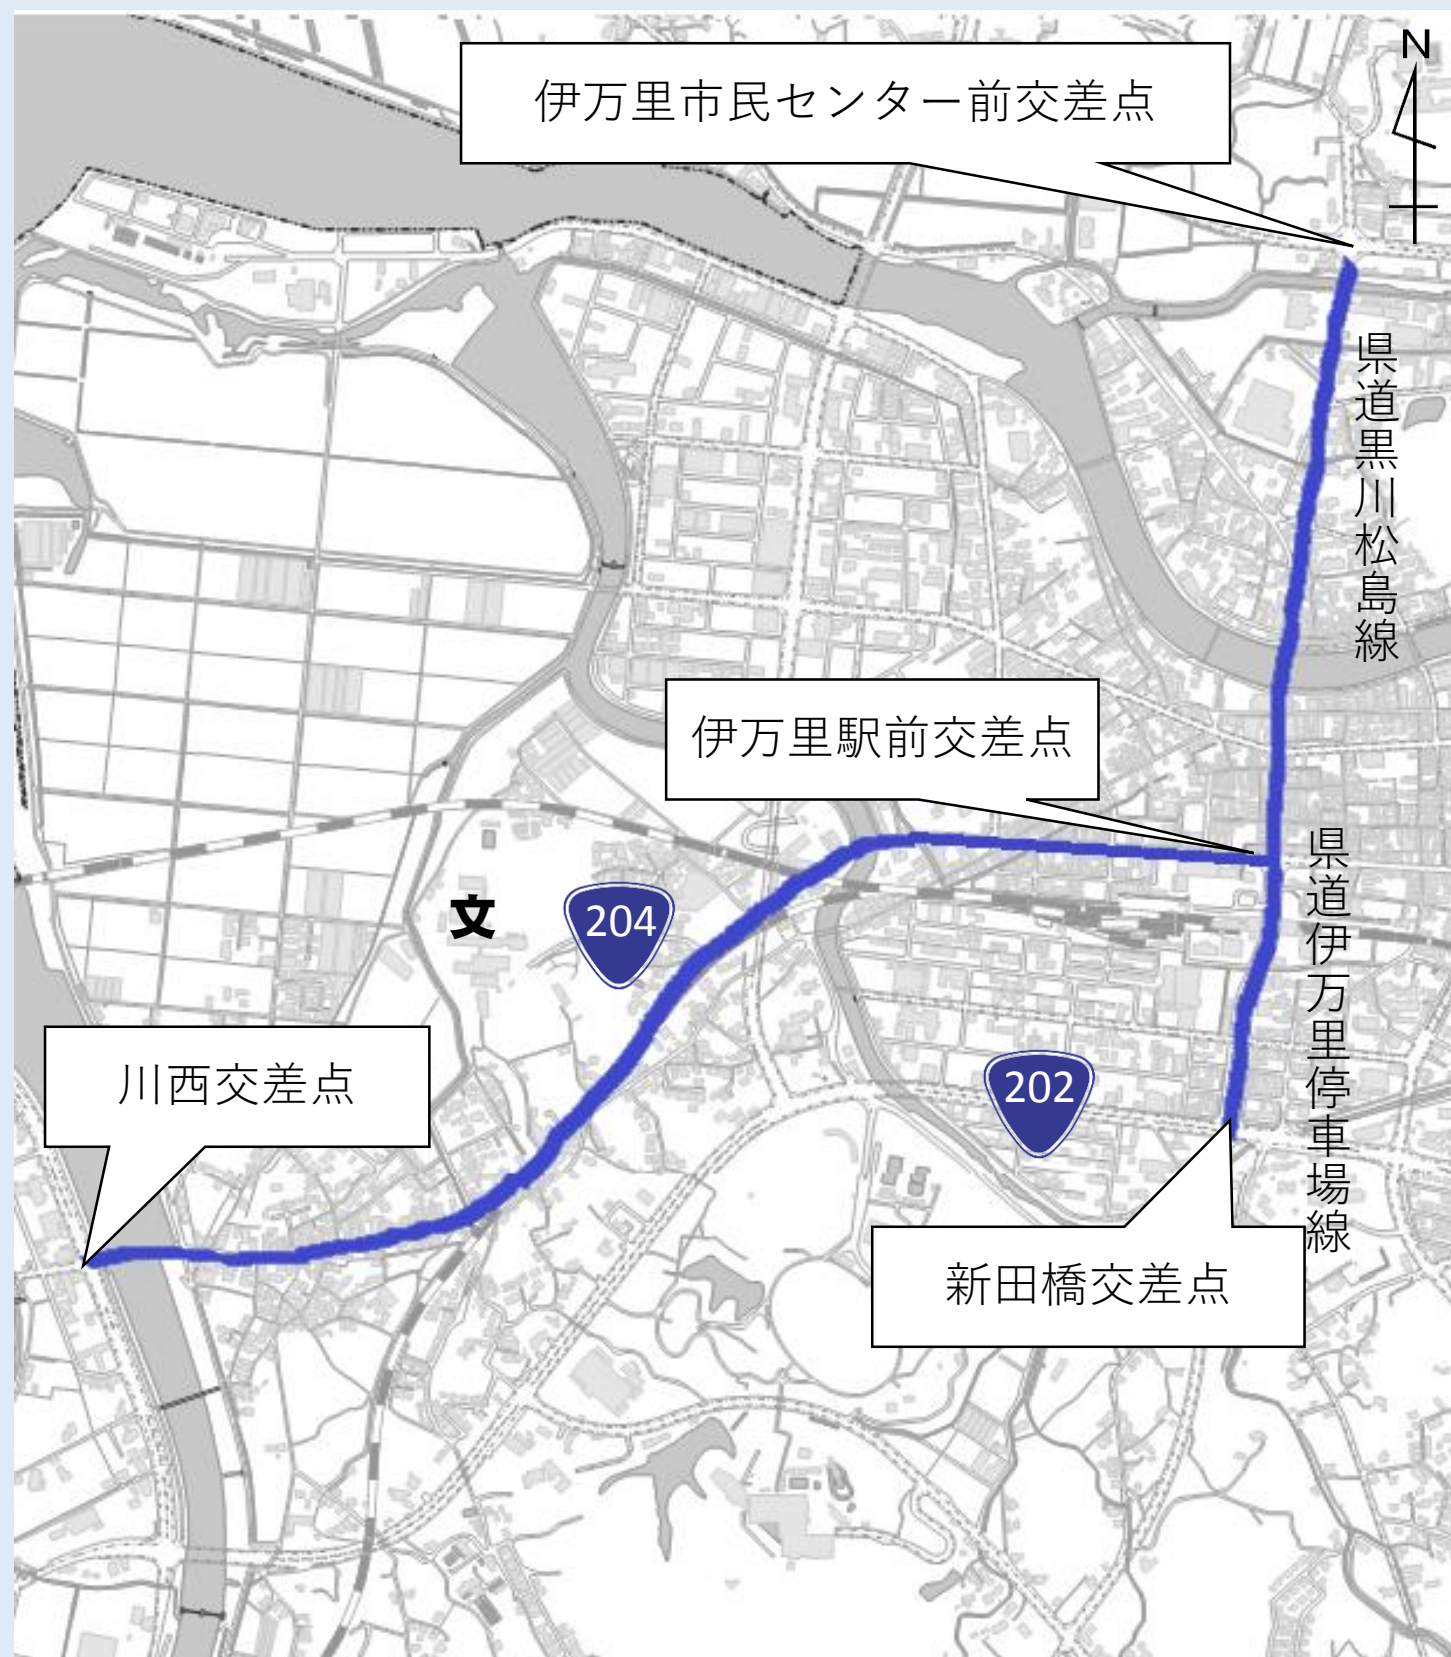 伊万里市民センター前交差点
N
県道黒川松島線
伊万里駅前交差点
県道伊万里停車場線
文
204
川西交差点
202
新田橋交差点